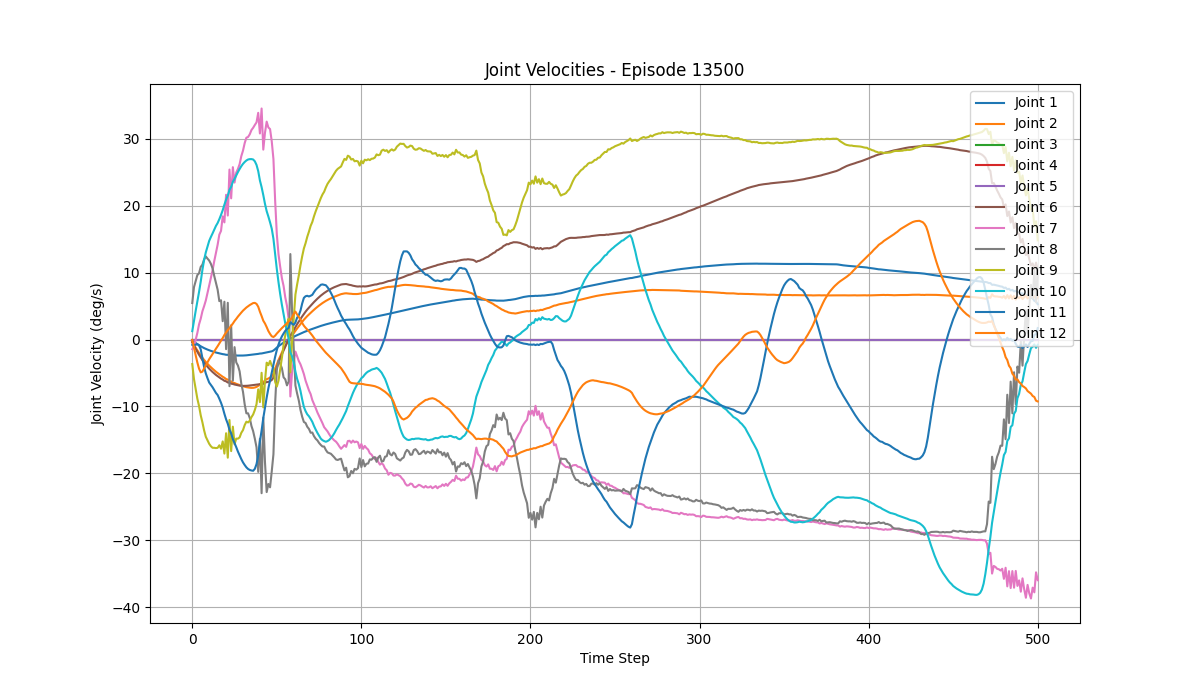 Joint Velocities - Episode 13500
Joint Velocity (deg/s)
30
20
10
0
−10
−20
−30
−40
Joint 1
Joint 2
Joint 3
Joint 4
Joint 5
Joint 6
Joint 7
Joint 8
Joint 9
Joint 10
Joint 11
Joint 12
0 100 200 300 400 500
Time Step